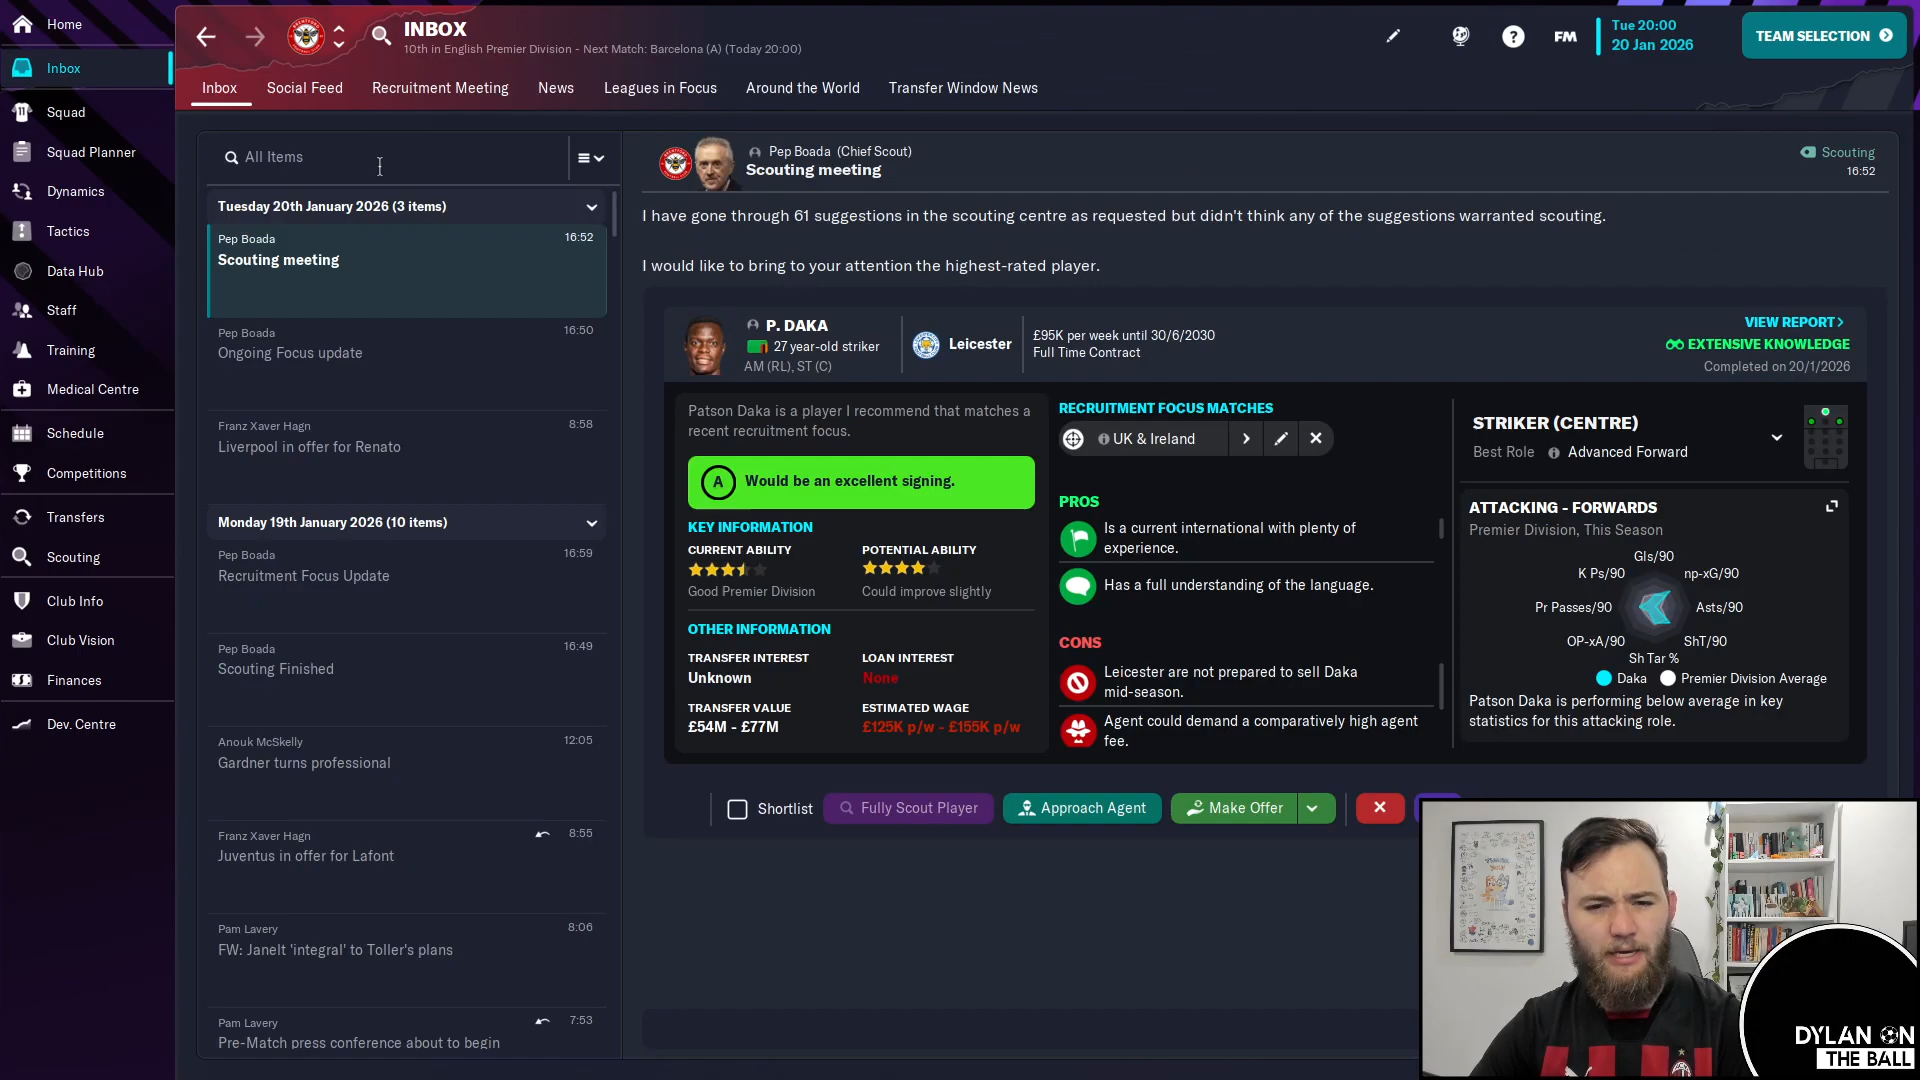 Home
Inbox
Squad
Squad Planner
Dynamics
Tactics
Data Hub
Staff
Training
Medical Centre
Schedule
Competitions
Transfers
Scouting
Club Info
Club Vision
Finances
Dev. Centre
INBOX
10th in English Premier Division - Next Match: Barcelona (A) (Today 20:00)
FM
Tue 20:00
20 Jan 2026
TEAM SELECTION
Inbox
Social Feed
Recruitment Meeting
News
Leagues in Focus
Around the World
Transfer Window News
All Items
Tuesday 20th January 2026 (3 items)
Pep Boada 16:52
Scouting meeting
Pep Boada 16:50
Ongoing Focus update
Franz Xaver Hagn 8:58
Liverpool in offer for Renato
Monday 19th January 2026 (10 items)
Pep Boada 16:59
Recruitment Focus Update
Pep Boada 16:49
Scouting Finished
Anouk McSkelly 12:05
Gardner turns professional
Franz Xaver Hagn 8:55
Juventus in offer for Lafont
Pam Lavery 8:06
FW: Janelt 'integral' to Toller's plans
Pam Lavery 7:53
Pre-Match press conference about to begin
Pep Boada (Chief Scout)
Scouting meeting
Scouting
16:52
I have gone through 61 suggestions in the scouting centre as requested but didn't think any of the suggestions warranted scouting.
I would like to bring to your attention the highest-rated player.
P. DAKA
27 year-old striker
AM (RL), ST (C)
Leicester
£95K per week until 30/6/2030
Full Time Contract
VIEW REPORT >
EXTENSIVE KNOWLEDGE
Completed on 20/1/2026
Patson Daka is a player I recommend that matches a
recent recruitment focus.
A Would be an excellent signing.
KEY INFORMATION
CURRENT ABILITY
Good Premier Division
POTENTIAL ABILITY
Could improve slightly
OTHER INFORMATION
TRANSFER INTEREST
Unknown
LOAN INTEREST
None
TRANSFER VALUE
£54M - £77M
ESTIMATED WAGE
£125K p/w - £155K p/w
RECRUITMENT FOCUS MATCHES
UK & Ireland
PROS
Is a current international with plenty of
experience.
Has a full understanding of the language.
CONS
Leicester are not prepared to sell Daka
mid-season.
Agent could demand a comparatively high agent
fee.
STRIKER (CENTRE)
Best Role Advanced Forward
ATTACKING - FORWARDS
Premier Division, This Season
Gls/90
K Ps/90
np-xG/90
Pr Passes/90
Asts/90
OP-xA/90
ShT/90
Sh Tar %
Daka
Premier Division Average
Patson Daka is performing below average in key
statistics for this attacking role.
Shortlist
Fully Scout Player
Approach Agent
Make Offer
DYLAN ON
THE BALL